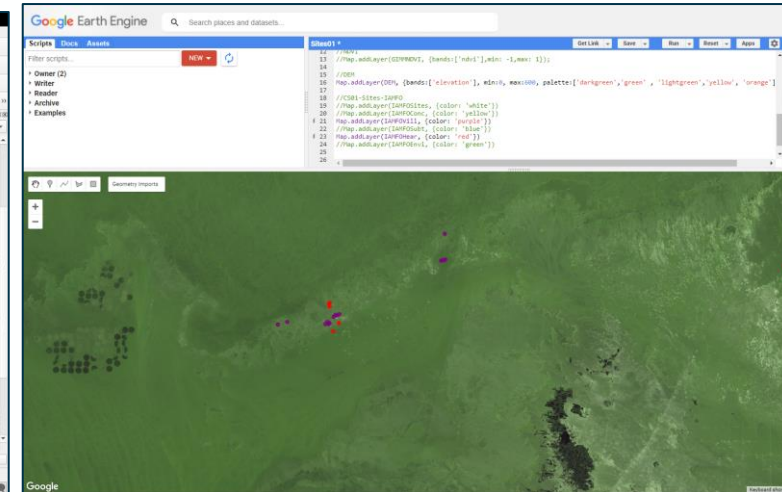 Google Earth Engine
Search places and datasets...
Scripts Docs Assets
Filter scripts...
NEW
Owner (2)
Writer
Reader
Archive
Examples
Sites01 *
Get Link Save Run Reset Apps
12 //NDVI
13 //Map.addLayer(GIMMNDVI, {bands:['ndvi'],min: -1,max: 1});
14
15 //DEM
16 Map.addLayer(DEM, {bands:['elevation'], min:0, max:600, palette:['darkgreen','green' , 'lightgreen','yellow', 'orange']
17
18 //CS01-Sites-IAMFO
19 //Map.addLayer(IAMFOSites, {color: 'white'})
20 //Map.addLayer(IAMFOConc, {color: 'yellow'})
i 21 Map.addLayer(IAMFOVill, {color: 'purple'})
22 //Map.addLayer(IAMFOSubt, {color: 'blue'})
i 23 Map.addLayer(IAMFOHear, {color: 'red'})
24 //Map.addLayer(IAMFOEnsi, {color: 'green'})
25
26
Geometry Imports
+
−
Google